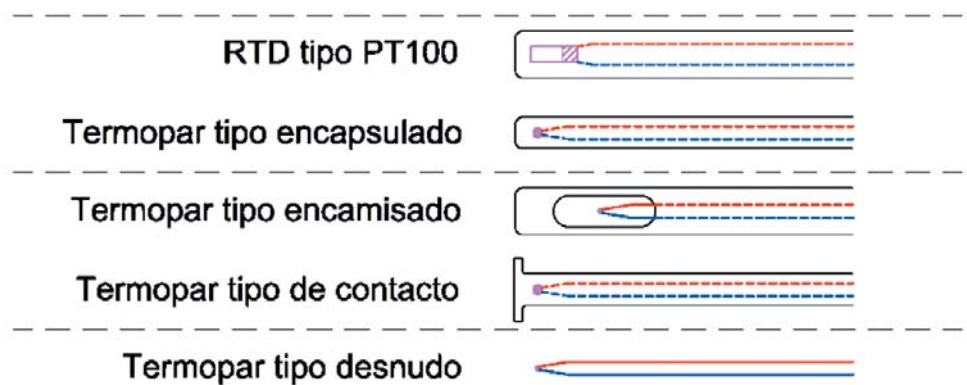 RTD tipo PT100
Termopar tipo encapsulado
Termopar tipo encamisado
Termopar tipo de contacto
Termopar tipo desnudo